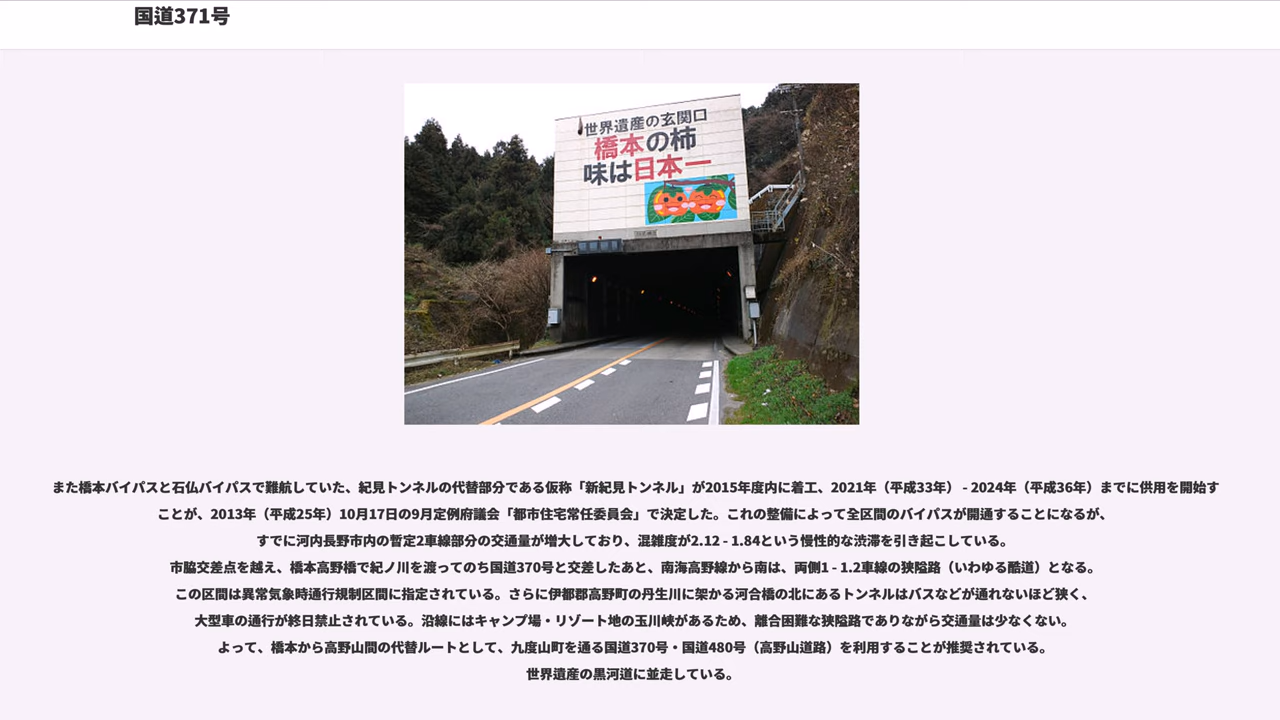 国道371号
世界遺産の玄関口
橋本の柿
味は日本一
また橋本バイパスと石仏バイパスで難航していた、紀見トンネルの代替部分である仮称「新紀見トンネル」が2015年度内に着工、2021年（平成33年） - 2024年（平成36年）までに供用を開始す
ことが、2013年（平成25年）10月17日の9月定例府議会「都市住宅常任委員会」で決定した。これの整備によって全区間のバイパスが開通することになるが、
すでに河内長野市内の暫定2車線部分の交通量が増大しており、混雑度が2.12 - 1.84という慢性的な渋滞を引き起こしている。
市脇交差点を越え、橋本高野橋で紀ノ川を渡ってのち国道370号と交差したあと、南海高野線から南は、両側1 - 1.2車線の狭隘路（いわゆる酷道）となる。
この区間は異常気象時通行規制区間に指定されている。さらに伊都郡高野町の丹生川に架かる河合橋の北にあるトンネルはバスなどが通れないほど狭く、
大型車の通行が終日禁止されている。沿線にはキャンプ場・リゾート地の玉川峡があるため、離合困難な狭隘路でありながら交通量は少なくない。
よって、橋本から高野山間の代替ルートとして、九度山町を通る国道370号・国道480号（高野山道路）を利用することが推奨されている。
世界遺産の黒河道に並走している。